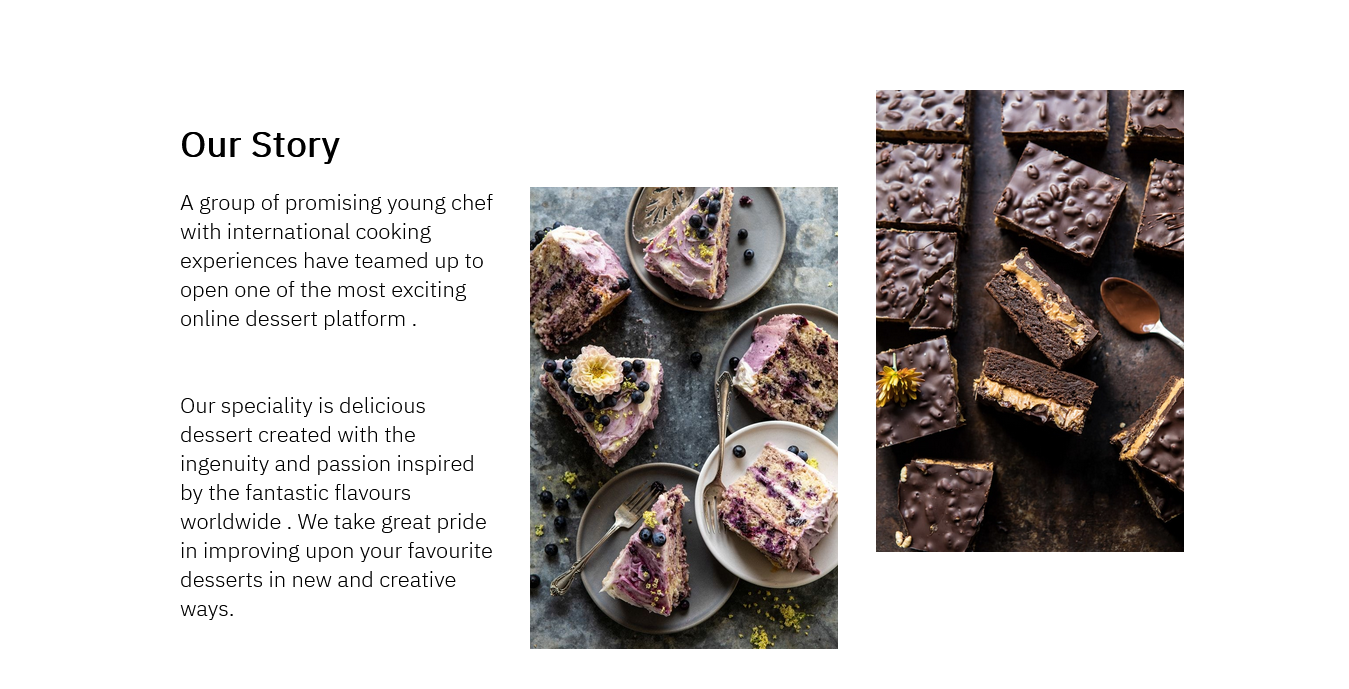 Our Story
A group of promising young chef
with international cooking
experiences have teamed up to
open one of the most exciting
online dessert platform .
Our speciality is delicious
dessert created with the
ingenuity and passion inspired
by the fantastic flavours
worldwide . We take great pride
in improving upon your favourite
desserts in new and creative
ways.